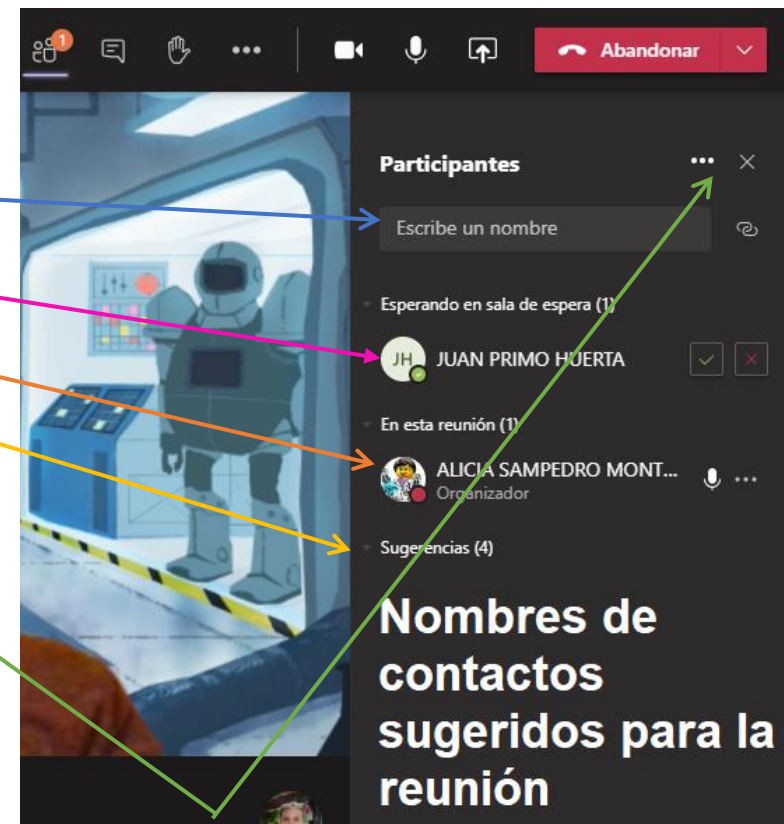 1
Abandonar
Participantes
Escribe un nombre
Esperando en sala de espera (1)
JH
JUAN PRIMO HUERTA
En esta reunión (1)
ALICIA SAMPEDRO MONT...
Organizador
Sugerencias (4)
Nombres de
contactos
sugeridos para la
reunión